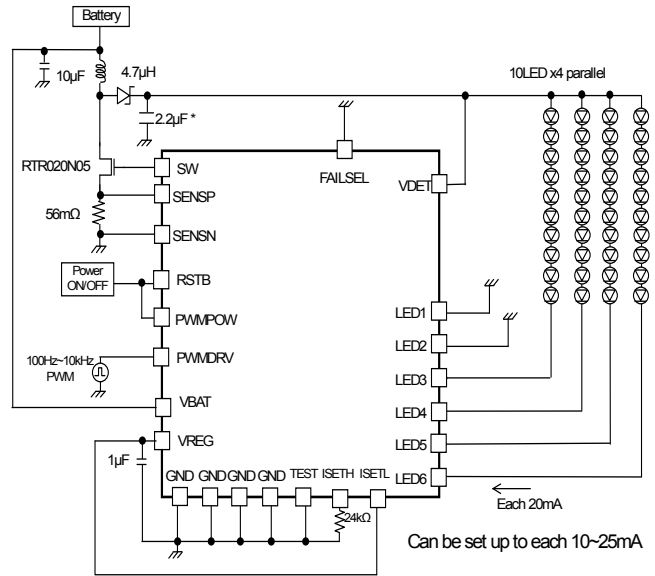 Battery
10µF
4.7µH
10LED x4 parallel
2.2µF *
RTR020N05
SW
FAILSEL
VDET
SENSP
56mΩ
SENSN
Power
ON/OFF
RSTB
PWMPOW
LED1
LED2
100Hz~10kHz
PWM
PWMDRV
LED3
VBAT
LED4
VREG
LED5
1µF
GND GND GND GND TEST ISETH ISETL
LED6
24kΩ
Each 20mA
Can be set up to each 10~25mA